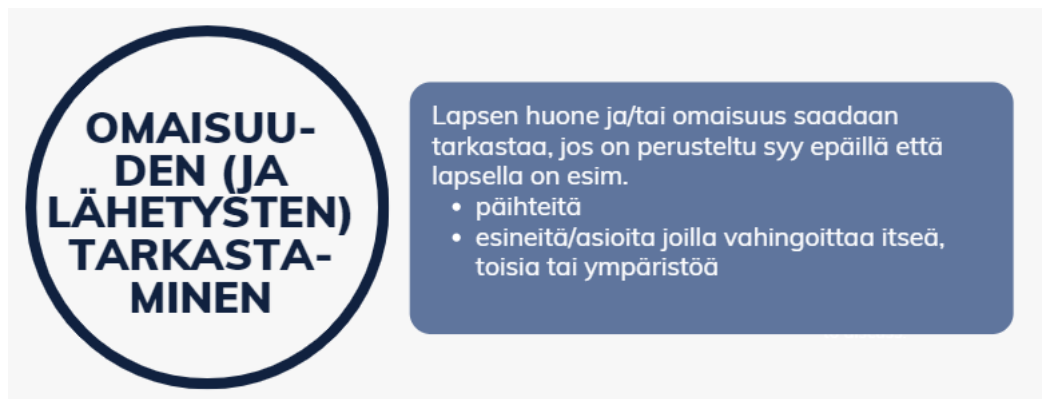 OMAISUU-
DEN (JA
LÄHETYSTEN)
TARKASTA-
MINEN
Lapsen huone ja/tai omaisuus saadaan
tarkastaa, jos on perusteltu syy epäillä että
lapsella on esim.
• päihteitä
• esineitä/asioita joilla vahingoittaa itseä,
toisia tai ympäristöä